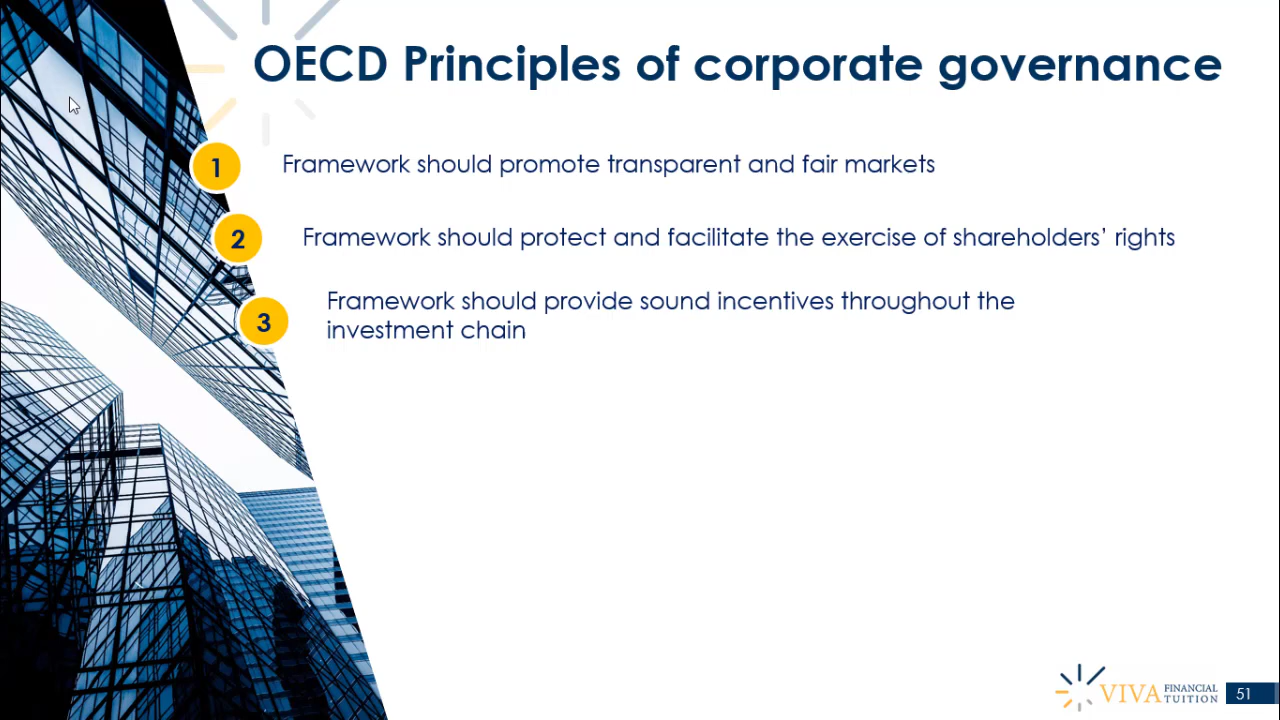 OECD Principles of corporate governance
1
Framework should promote transparent and fair markets
2
Framework should protect and facilitate the exercise of shareholders’ rights
3
Framework should provide sound incentives throughout the
investment chain
VIVA FINANCIAL
TUITION
51